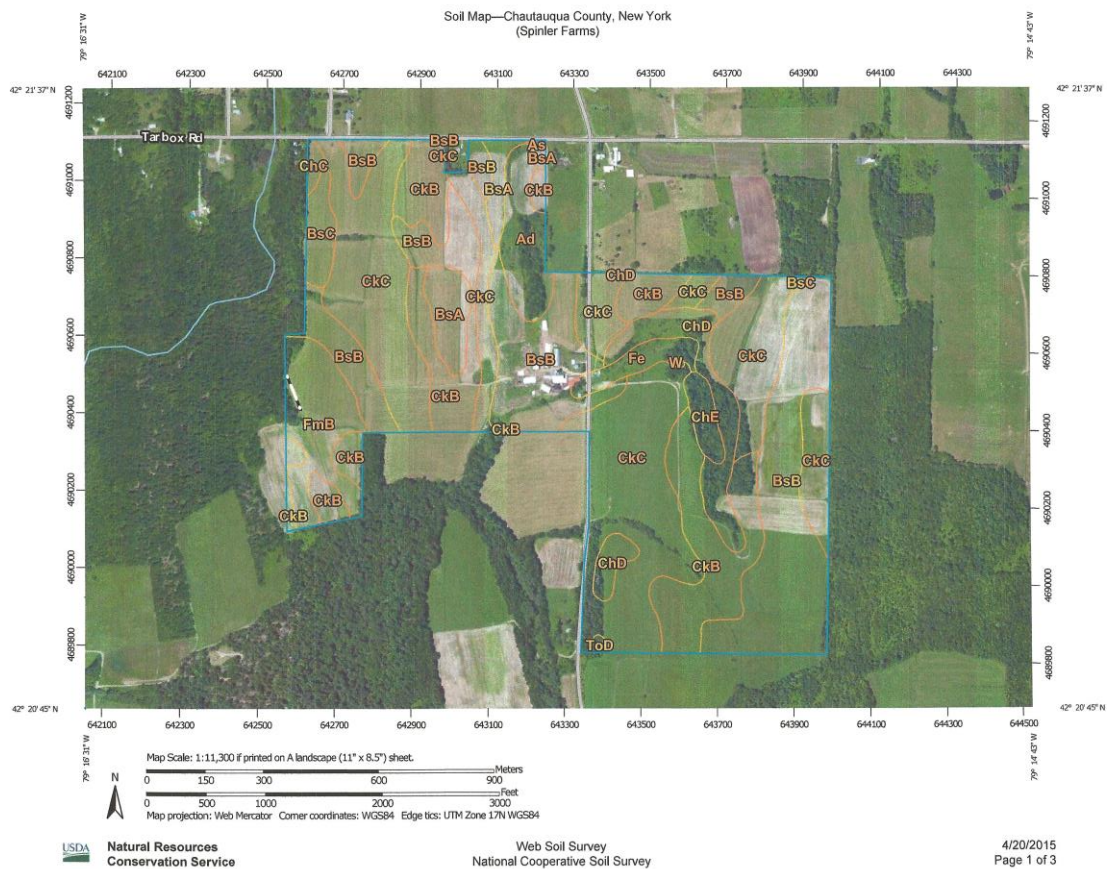 Soil Map—Chautauqua County, New York
(Spinler Farms)
79° 16' 31" W
79° 14' 43" W
642100 642300 642500 642700 642900 643100 643300 643500 643700 643900 644100 644300
42° 21' 37" N
42° 21' 37" N
4691200
4691000
4690800
4690600
4690400
4690200
4690000
4689800
4691200
4691000
4690800
4690600
4690400
4690200
4690000
4689800
Tarbox Rd
BsB
As
CkC
BsA
ChC
BsB
BsB
CkB
BsA
CkB
BsC
BsB
Ad
CkC
CkC
BsA
ChD
BsC
CkB
CkC
BsB
CkC
ChD
BsB
BsB
Fe
W
CkC
CkB
ChE
FmB
CkB
CkB
CkC
CkC
BsB
CkB
CkB
ChD
CkB
ToD
42° 20' 45" N
42° 20' 45" N
642100 642300 642500 642700 642900 643100 643300 643500 643700 643900 644100 644300 644500
79° 16' 31" W
79° 14' 43" W
Map Scale: 1:11,300 if printed on A landscape (11" x 8.5") sheet.
Meters
0 150 300 600 900
Feet
0 500 1000 2000 3000
N
Map projection: Web Mercator Corner coordinates: WGS84 Edge tics: UTM Zone 17N WGS84
USDA
Natural Resources
Conservation Service
Web Soil Survey
National Cooperative Soil Survey
4/20/2015
Page 1 of 3